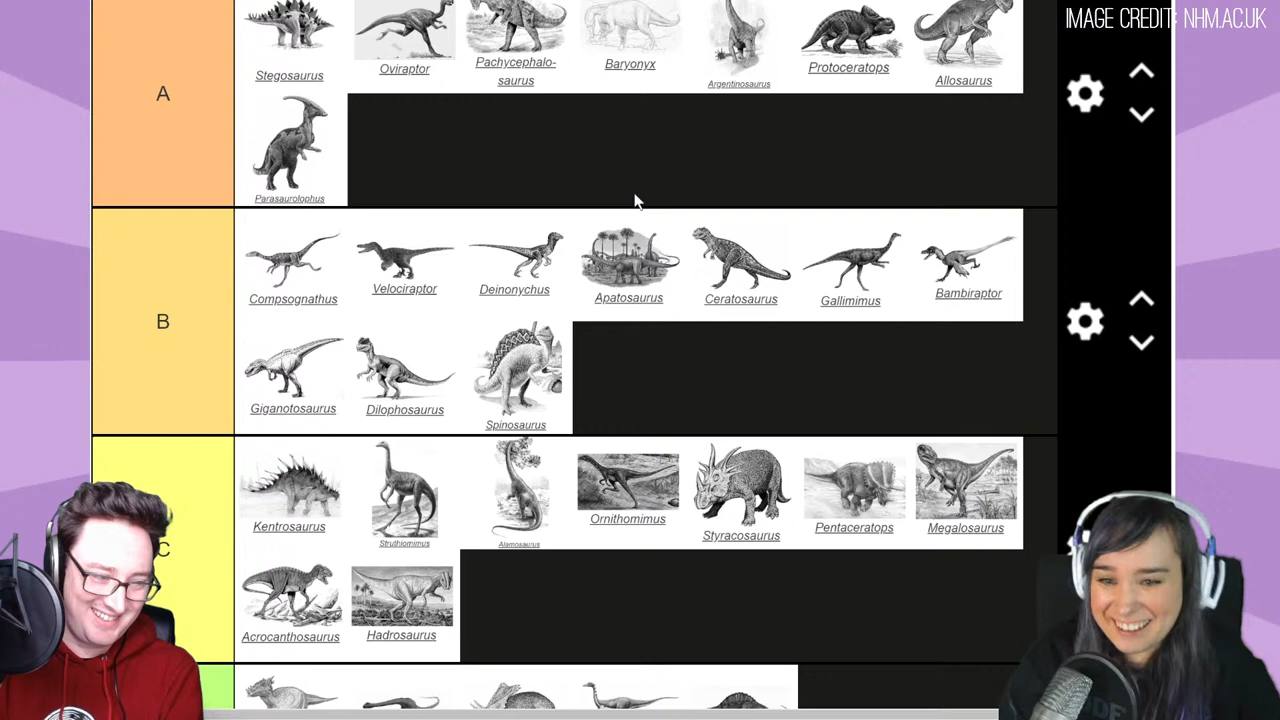 IMAGE CREDIT: NHM.AC.UK
A
Stegosaurus
Oviraptor
Pachycephalo-
saurus
Baryonyx
Argentinosaurus
Protoceratops
Allosaurus
Parasaurolophus
B
Compsognathus
Velociraptor
Deinonychus
Apatosaurus
Ceratosaurus
Gallimimus
Bambiraptor
Giganotosaurus
Dilophosaurus
Spinosaurus
C
Kentrosaurus
Struthiomimus
Alamosaurus
Ornithomimus
Styracosaurus
Pentaceratops
Megalosaurus
Acrocanthosaurus
Hadrosaurus